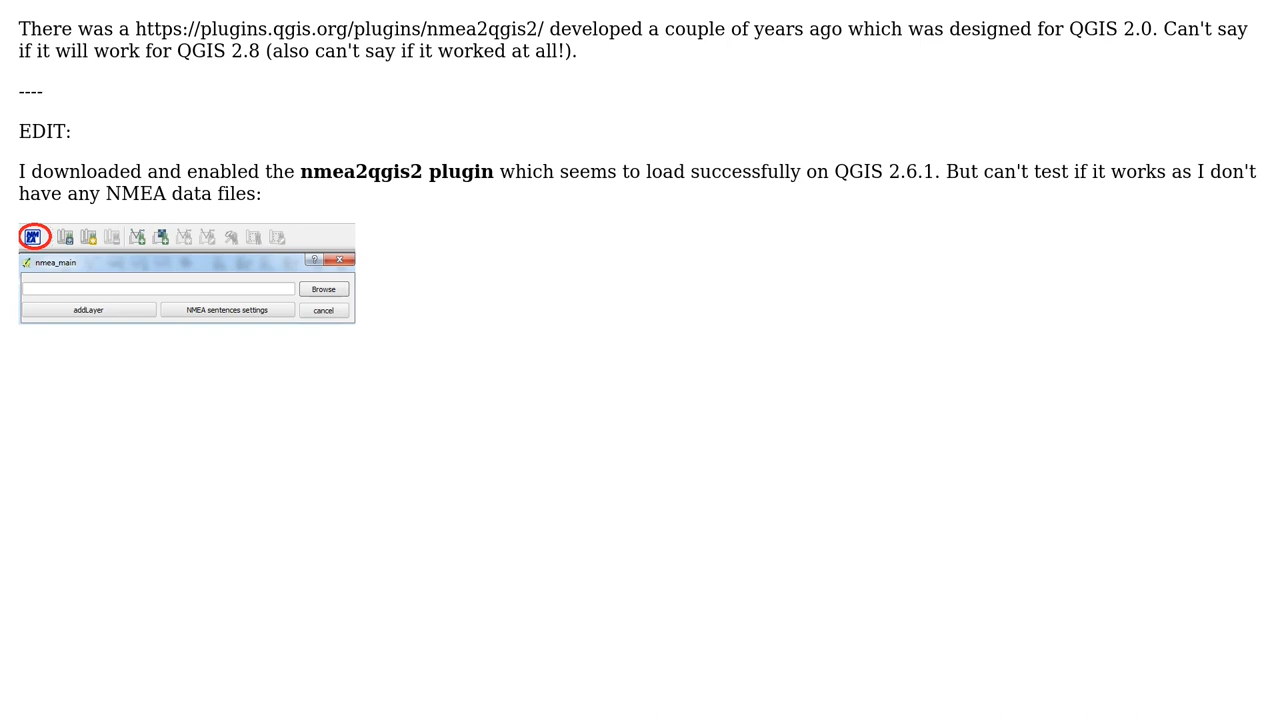 There was a https://plugins.qgis.org/plugins/nmea2qgis2/ developed a couple of years ago which was designed for QGIS 2.0. Can't say
if it will work for QGIS 2.8 (also can't say if it worked at all!).
----
EDIT:
I downloaded and enabled the nmea2qgis2 plugin which seems to load successfully on QGIS 2.6.1. But can't test if it works as I don't
have any NMEA data files:
nmea_main
Browse
addLayer NMEA sentences settings cancel